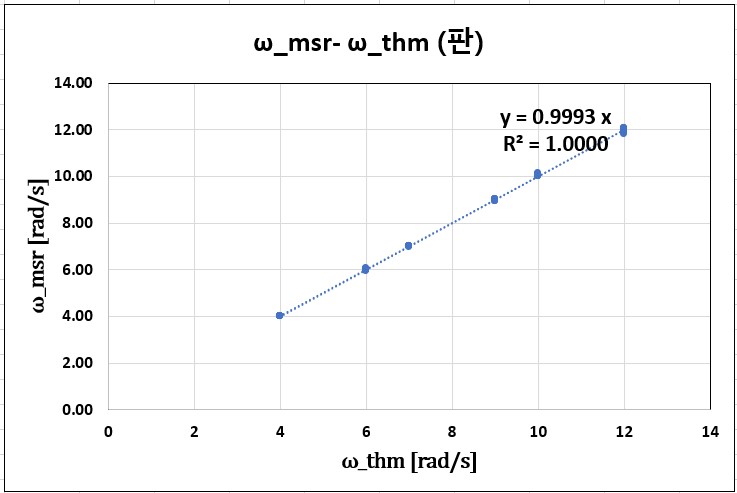 ω_msr- ω_thm (판)
14.00
12.00
10.00
8.00
6.00
4.00
2.00
0.00
y = 0.9993 x
R² = 1.0000
ω_msr [rad/s]
0 2 4 6 8 10 12 14
ω_thm [rad/s]